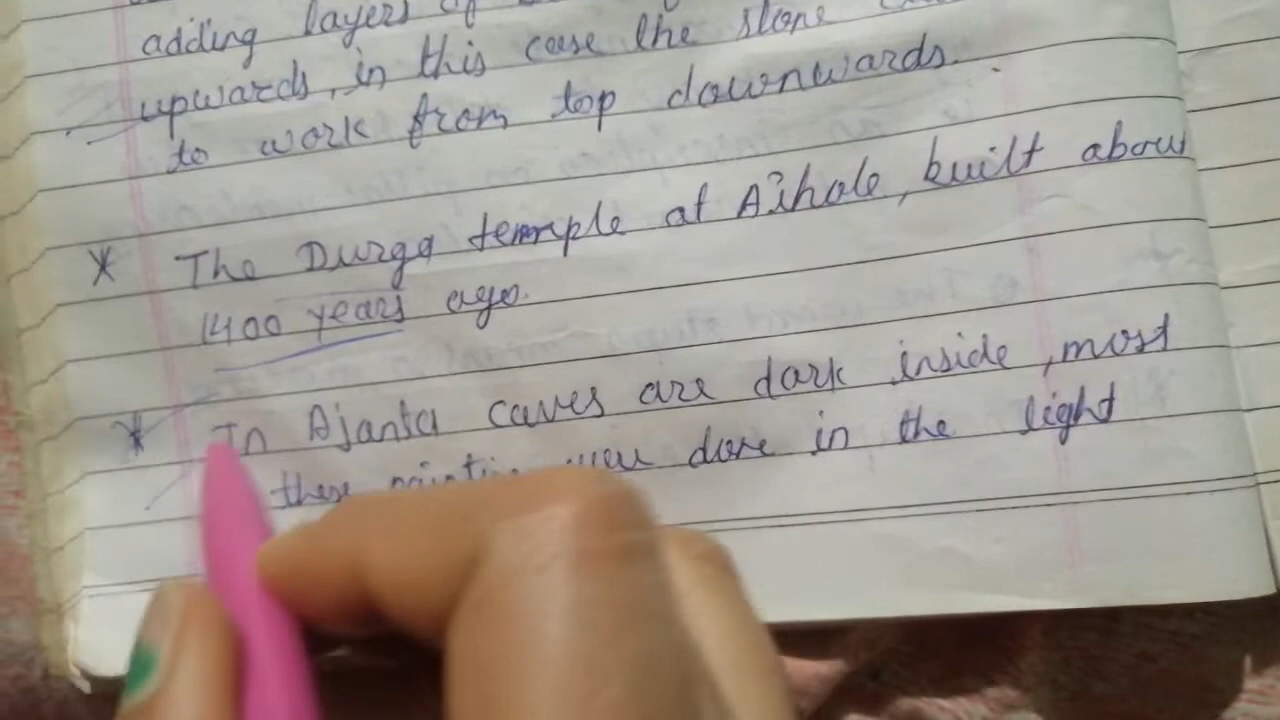 adding layers of
upwards, in this case the stone
to work from top downwards.
* The Durga temple at Aihole, built about
1400 years ago.
* In Ajanta caves are dark inside, most
these done in the light